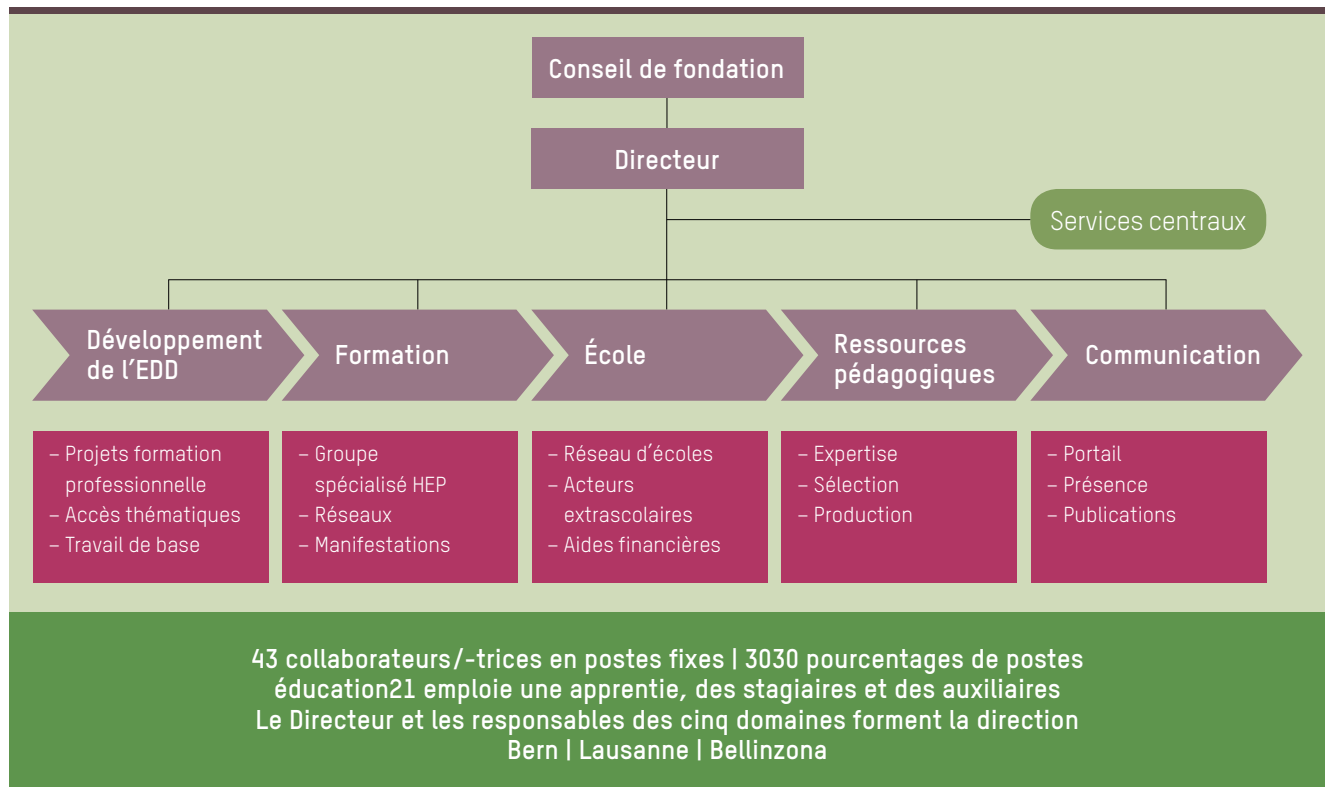 Conseil de fondation
Directeur
Services centraux
Développement
de l’EDD
Formation
École
Ressources
pédagogiques
Communication
– Projets formation
professionnelle
– Accès thématiques
– Travail de base
– Groupe
spécialisé HEP
– Réseaux
– Manifestations
– Réseau d’écoles
– Acteurs
extrascolaires
– Aides financières
– Expertise
– Sélection
– Production
– Portail
– Présence
– Publications
43 collaborateurs/-trices en postes fixes | 3030 pourcentages de postes
éducation21 emploie une apprentie, des stagiaires et des auxiliaires
Le Directeur et les responsables des cinq domaines forment la direction
Bern | Lausanne | Bellinzona